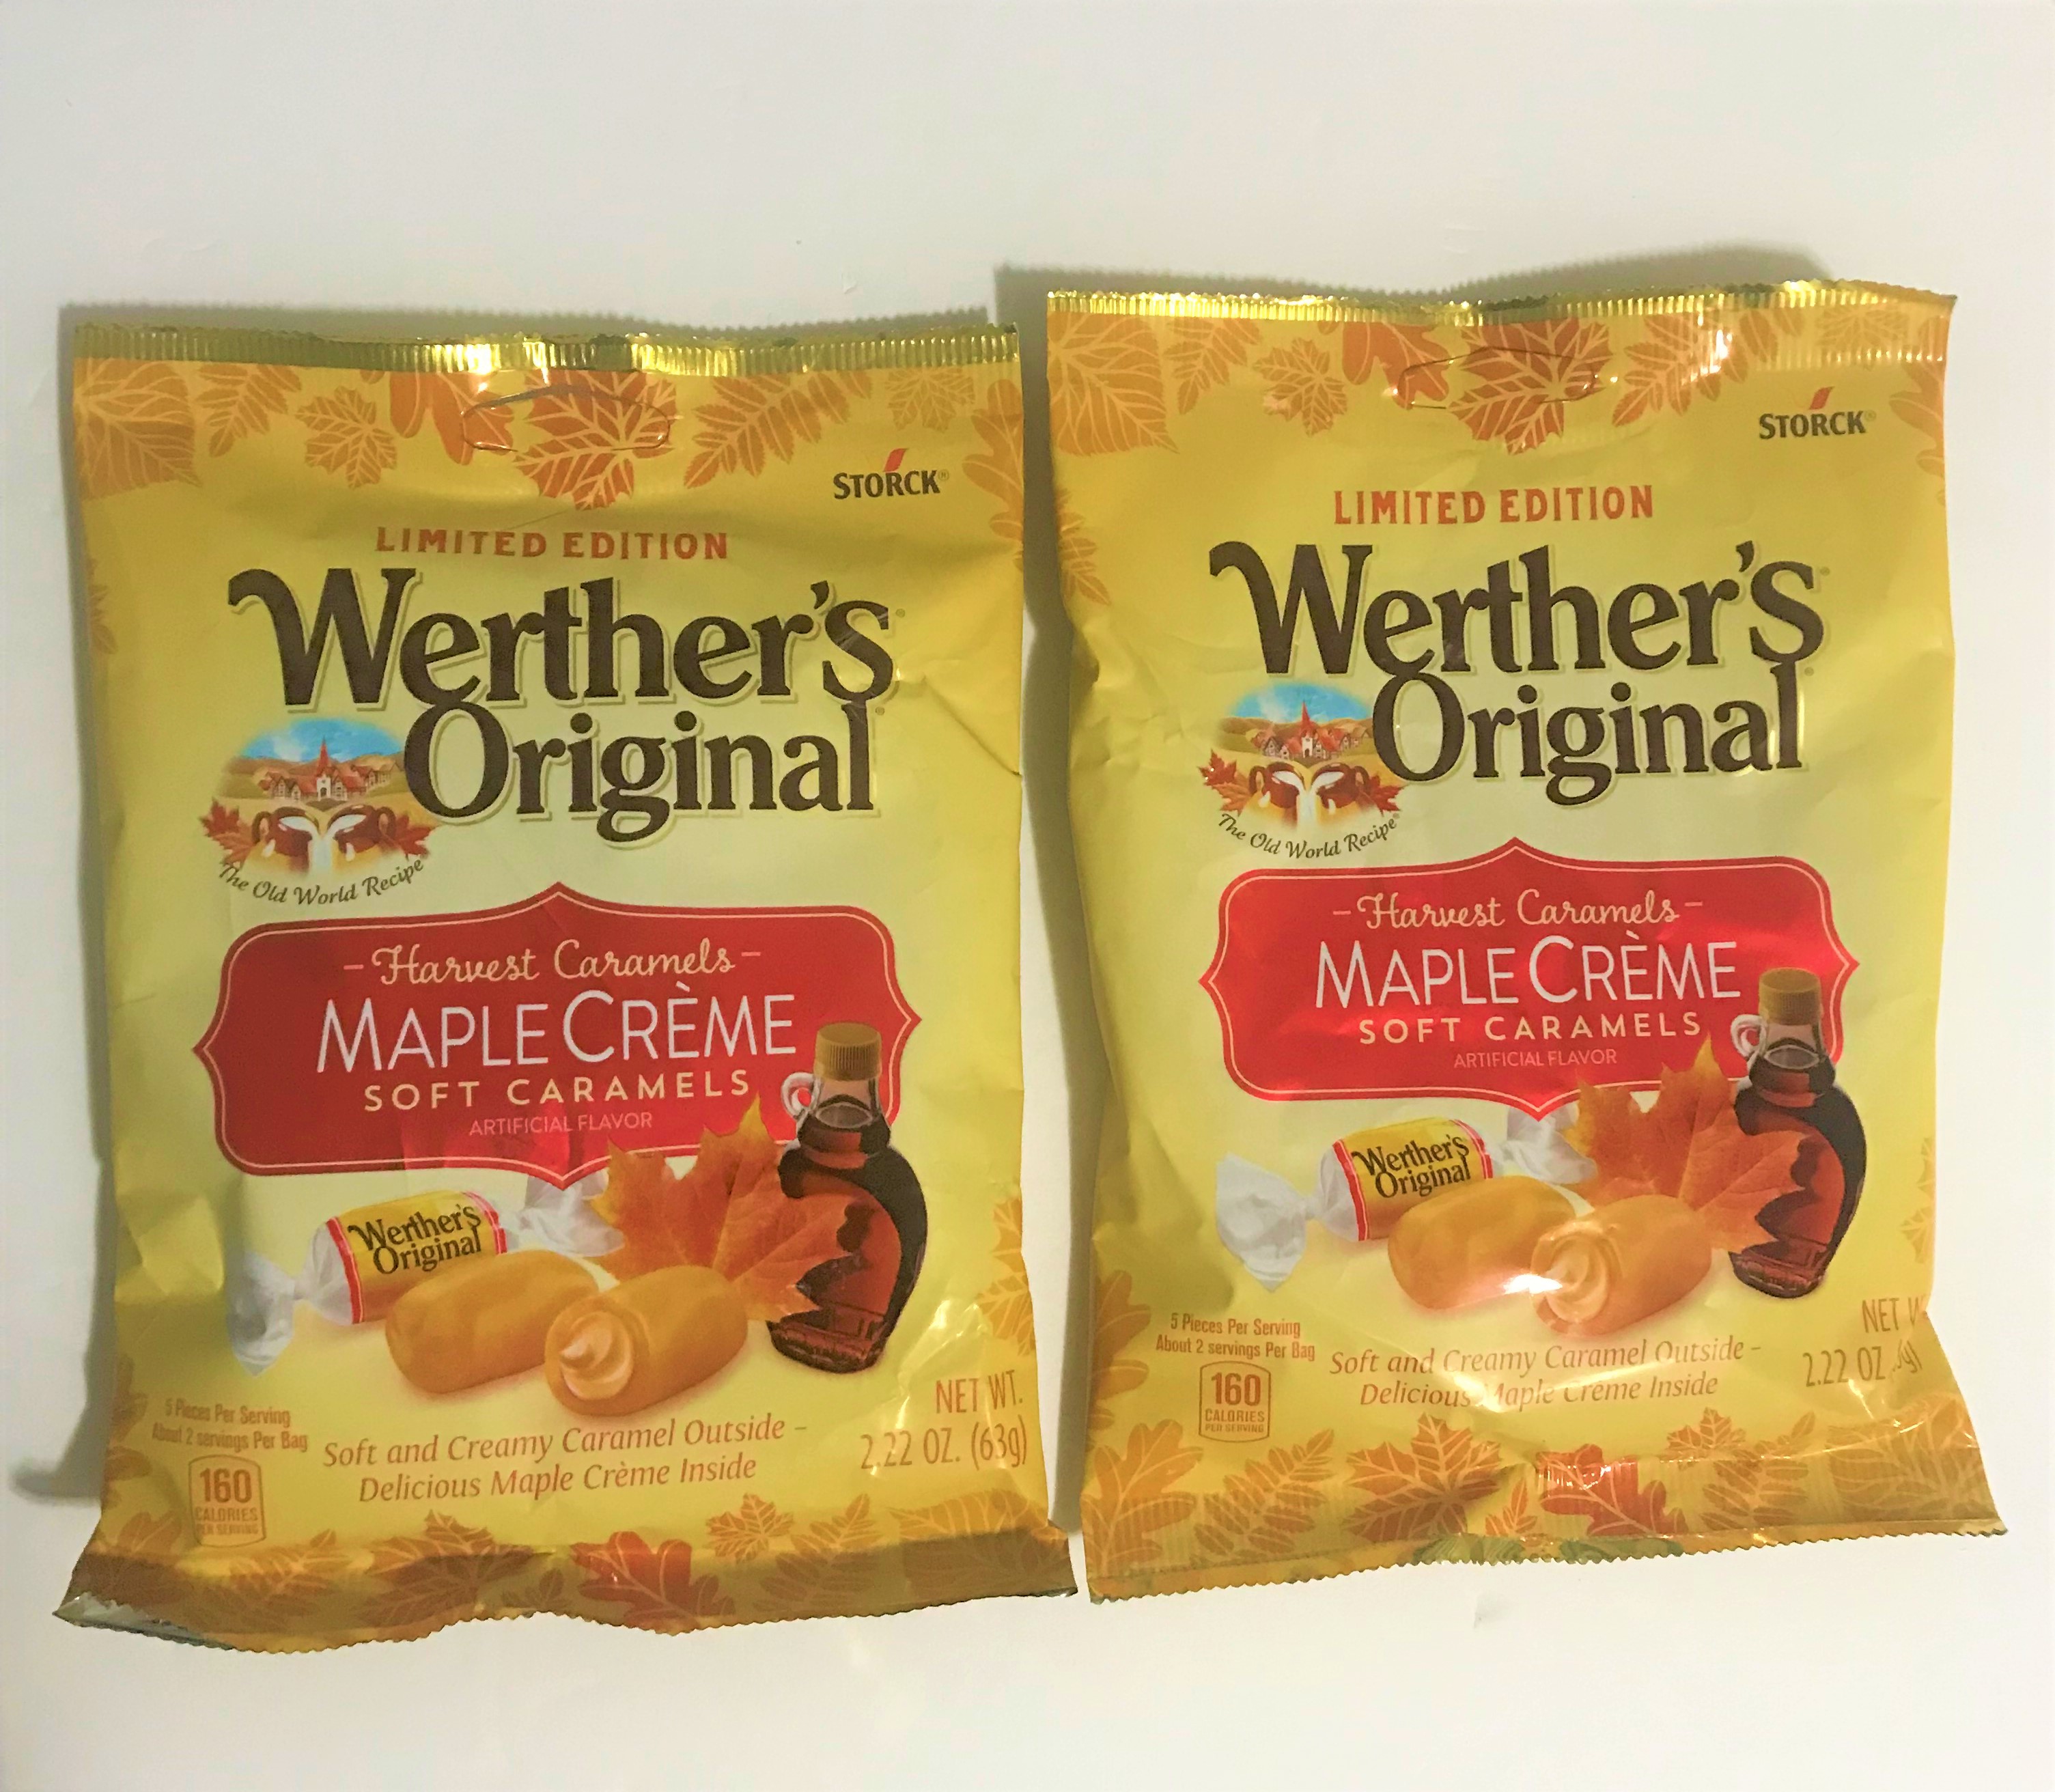 STORCK®
LIMITED EDITION
Werther's
Original
The Old World Recipe
- Harvest Caramels -
MAPLE CRÈME
SOFT CARAMELS
ARTIFICIAL FLAVOR
Werther's
Original
5 Pieces Per Serving
About 2 servings Per Bag
160
CALORIES
PER SERVING
Soft and Creamy Caramel Outside -
Delicious Maple Crème Inside
NET WT.
2.22 OZ. (63g)
STORCK®
LIMITED EDITION
Werther's
Original
The Old World Recipe®
- Harvest Caramels -
MAPLE CRÈME
SOFT CARAMELS
ARTIFICIAL FLAVOR
Werther's
Original
5 Pieces Per Serving
About 2 servings Per Bag
160
CALORIES
PER SERVING
Soft and Creamy Caramel Outside -
Delicious Maple Crème Inside
NET
2.22 OZ